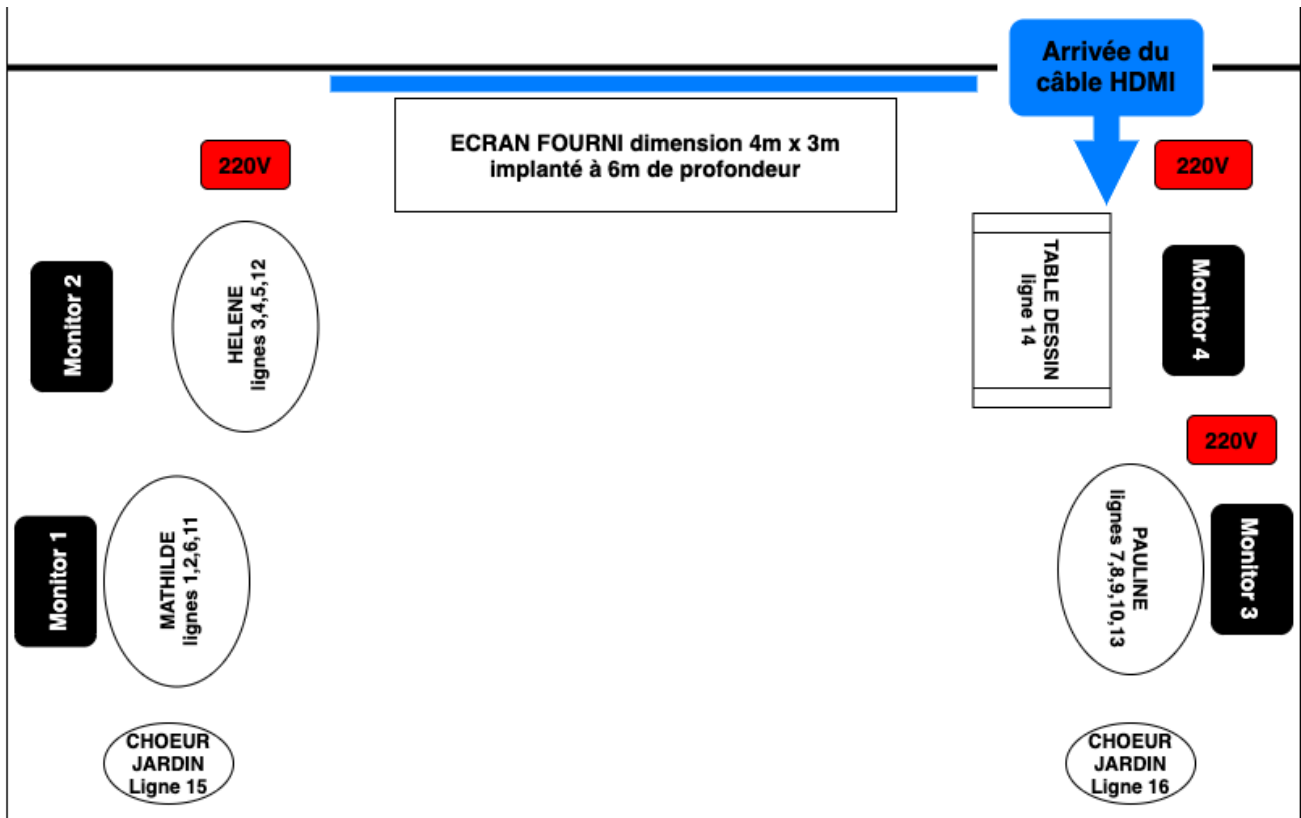 Arrivée du
câble HDMI
ECRAN FOURNI dimension 4m x 3m
implanté à 6m de profondeur
220V
220V
Monitor 2
HELENE
lignes 3,4,5,12
TABLE DESSIN
ligne 14
Monitor 4
220V
Monitor 1
MATHILDE
lignes 1,2,6,11
PAULINE
lignes 7,8,9,10,13
Monitor 3
CHOEUR
JARDIN
Ligne 15
CHOEUR
JARDIN
Ligne 16